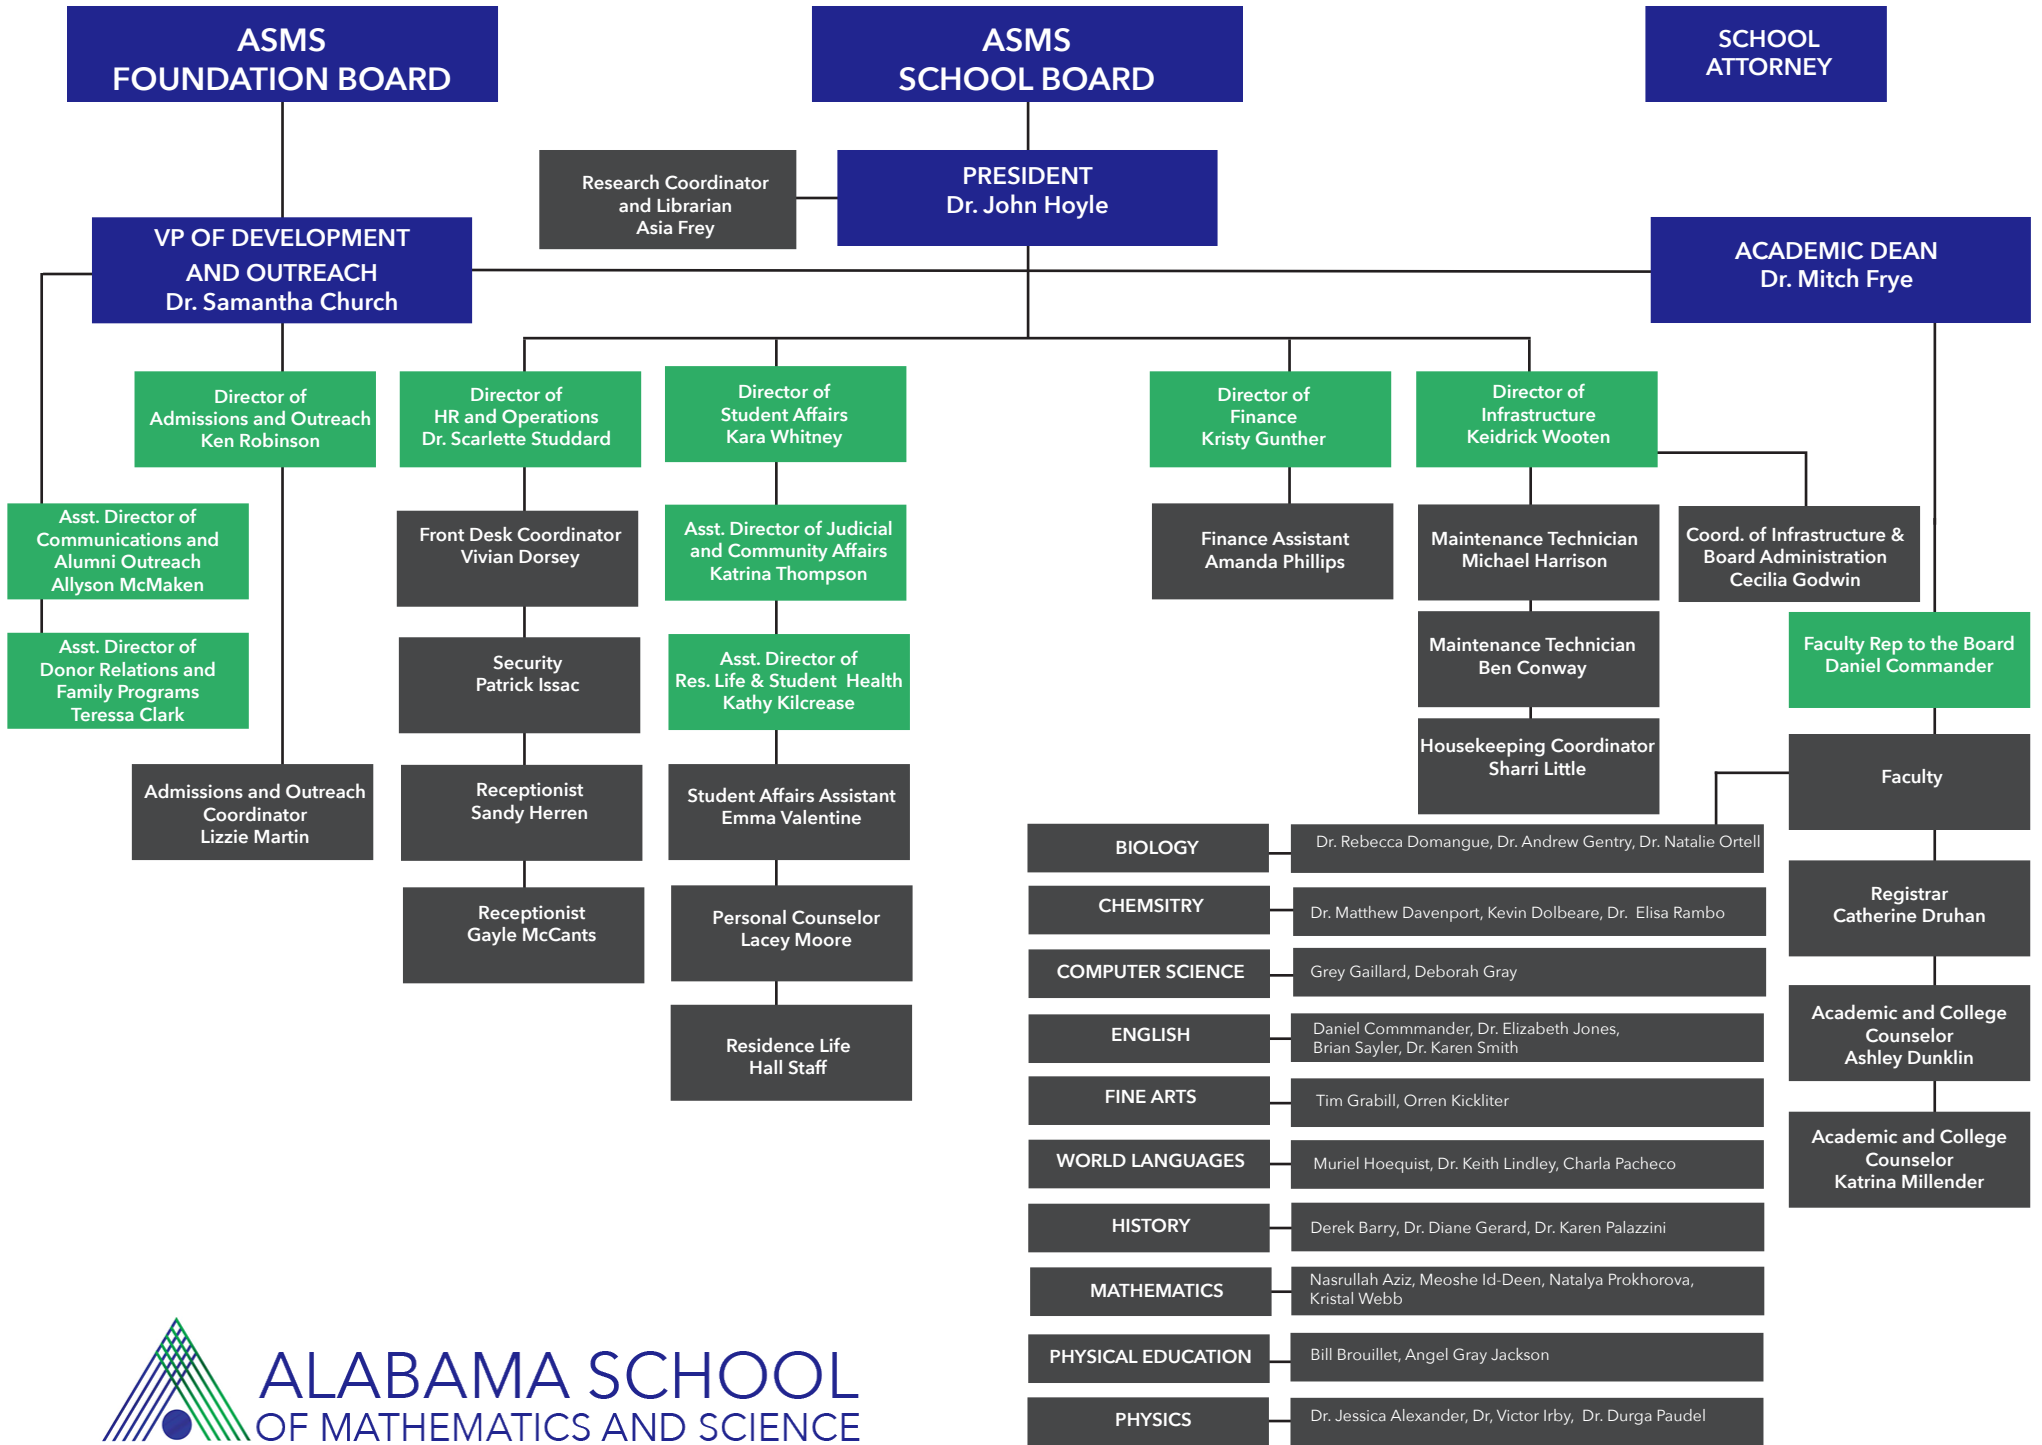 ASMS
FOUNDATION BOARD
ASMS
SCHOOL BOARD
SCHOOL
ATTORNEY
Research Coordinator
and Librarian
Asia Frey
PRESIDENT
Dr. John Hoyle
VP OF DEVELOPMENT
AND OUTREACH
Dr. Samantha Church
ACADEMIC DEAN
Dr. Mitch Frye
Director of
Admissions and Outreach
Ken Robinson
Director of
HR and Operations
Dr. Scarlette Studdard
Director of
Student Affairs
Kara Whitney
Director of
Finance
Kristy Gunther
Director of
Infrastructure
Keidrick Wooten
Asst. Director of
Communications and
Alumni Outreach
Allyson McMaken
Front Desk Coordinator
Vivian Dorsey
Asst. Director of Judicial
and Community Affairs
Katrina Thompson
Finance Assistant
Amanda Phillips
Maintenance Technician
Michael Harrison
Coord. of Infrastructure &
Board Administration
Cecilia Godwin
Asst. Director of
Donor Relations and
Family Programs
Teressa Clark
Security
Patrick Issac
Asst. Director of
Res. Life & Student Health
Kathy Kilcrease
Maintenance Technician
Ben Conway
Faculty Rep to the Board
Daniel Commander
Housekeeping Coordinator
Sharri Little
Faculty
Admissions and Outreach
Coordinator
Lizzie Martin
Receptionist
Sandy Herren
Student Affairs Assistant
Emma Valentine
Receptionist
Gayle McCants
Personal Counselor
Lacey Moore
Residence Life
Hall Staff
Registrar
Catherine Druhan
Academic and College
Counselor
Ashley Dunklin
Academic and College
Counselor
Katrina Millender
BIOLOGY
Dr. Rebecca Domangue, Dr. Andrew Gentry, Dr. Natalie Ortell
CHEMSITRY
Dr. Matthew Davenport, Kevin Dolbeare, Dr. Elisa Rambo
COMPUTER SCIENCE
Grey Gaillard, Deborah Gray
ENGLISH
Daniel Commmander, Dr. Elizabeth Jones,
Brian Sayler, Dr. Karen Smith
FINE ARTS
Tim Grabill, Orren Kickliter
WORLD LANGUAGES
Muriel Hoequist, Dr. Keith Lindley, Charla Pacheco
HISTORY
Derek Barry, Dr. Diane Gerard, Dr. Karen Palazzini
MATHEMATICS
Nasrullah Aziz, Meoshe Id-Deen, Natalya Prokhorova,
Kristal Webb
PHYSICAL EDUCATION
Bill Brouillet, Angel Gray Jackson
PHYSICS
Dr. Jessica Alexander, Dr, Victor Irby, Dr. Durga Paudel
ALABAMA SCHOOL
OF MATHEMATICS AND SCIENCE